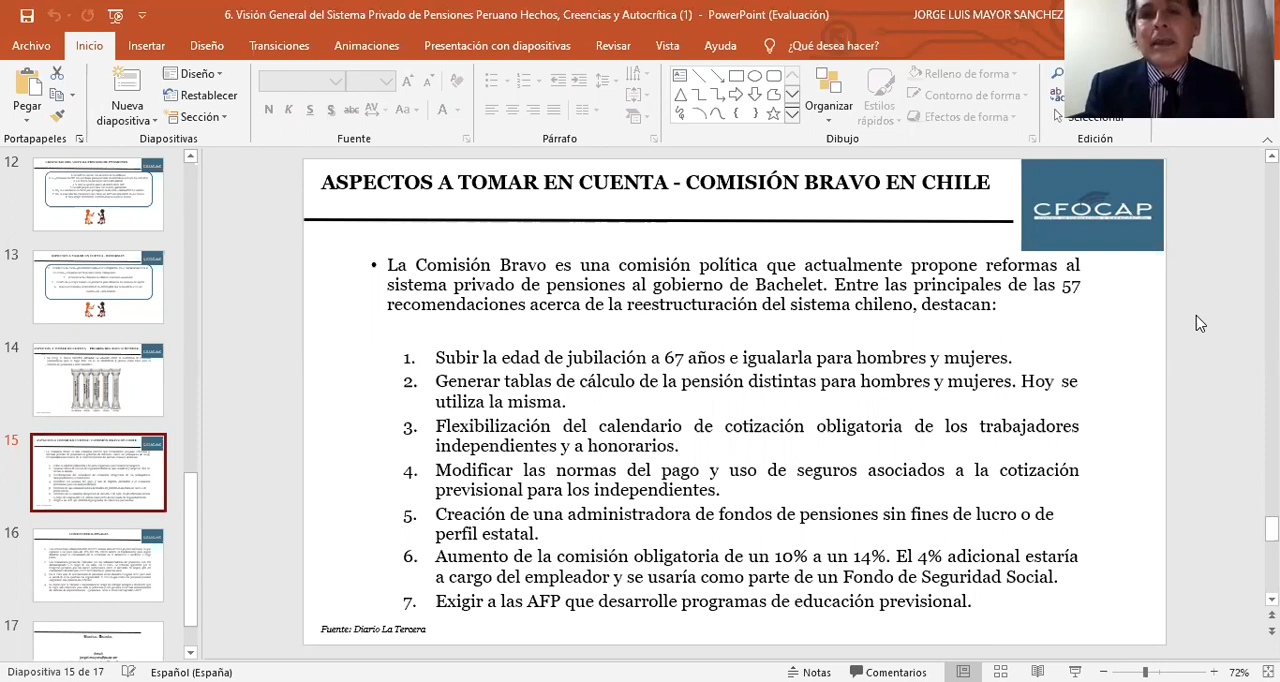 6. Visión General del Sistema Privado de Pensiones Peruano Hechos, Creencias y Autocrítica (1) - PowerPoint (Evaluación)
JORGE LUIS MAYOR SANCHEZ
Archivo Inicio Insertar Diseño Transiciones Animaciones Presentación con diapositivas Revisar Vista Ayuda ¿Qué desea hacer?
Pegar
Nueva diapositiva
Diseño
Restablecer
Sección
N K S S abc AV Aa A
Organizar
Estilos rápidos
Relleno de forma
Contorno de forma
Efectos de forma
Seleccionar
Portapapeles Diapositivas Fuente Párrafo Dibujo Edición
12
13
14
15
16
17
ASPECTOS A TOMAR EN CUENTA - COMISIÓN BRAVO EN CHILE
CFOCAP
• La Comisión Bravo es una comisión política que actualmente propone reformas al
sistema privado de pensiones al gobierno de Bachelet. Entre las principales de las 57
recomendaciones acerca de la reestructuración del sistema chileno, destacan:
1. Subir la edad de jubilación a 67 años e igualarla para hombres y mujeres.
2. Generar tablas de cálculo de la pensión distintas para hombres y mujeres. Hoy se
utiliza la misma.
3. Flexibilización del calendario de cotización obligatoria de los trabajadores
independientes y a honorarios.
4. Modificar las normas del pago y uso de seguros asociados a la cotización
previsional para los independientes.
5. Creación de una administradora de fondos de pensiones sin fines de lucro o de
perfil estatal.
6. Aumento de la comisión obligatoria de un 10% a un 14%. El 4% adicional estaría
a cargo del empleador y se usaría como parte de un Fondo de Seguridad Social.
7. Exigir a las AFP que desarrolle programas de educación previsional.
Fuente: Diario La Tercera
Diapositiva 15 de 17 Español (España) Notas Comentarios 72%